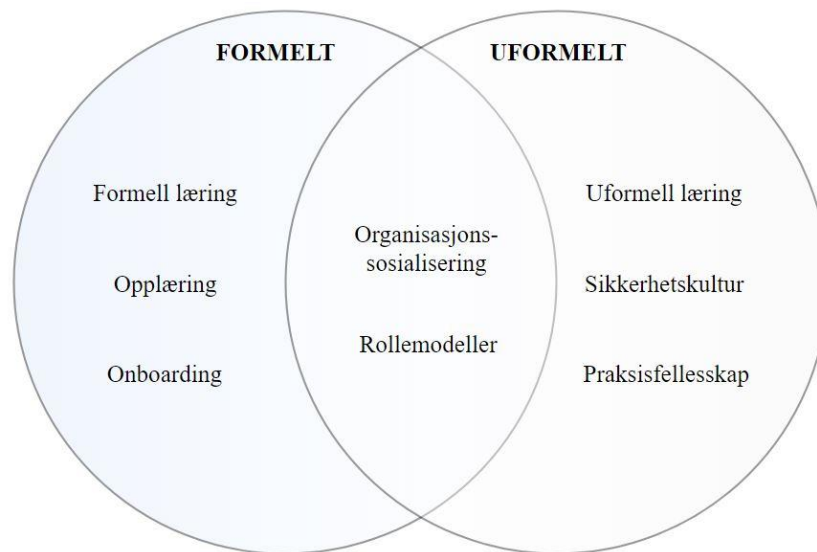 FORMELT
UFORMELT
Formell læring
Opplæring
Onboarding
Organisasjons-
sosialisering
Rollemodeller
Uformell læring
Sikkerhetskultur
Praksisfellesskap